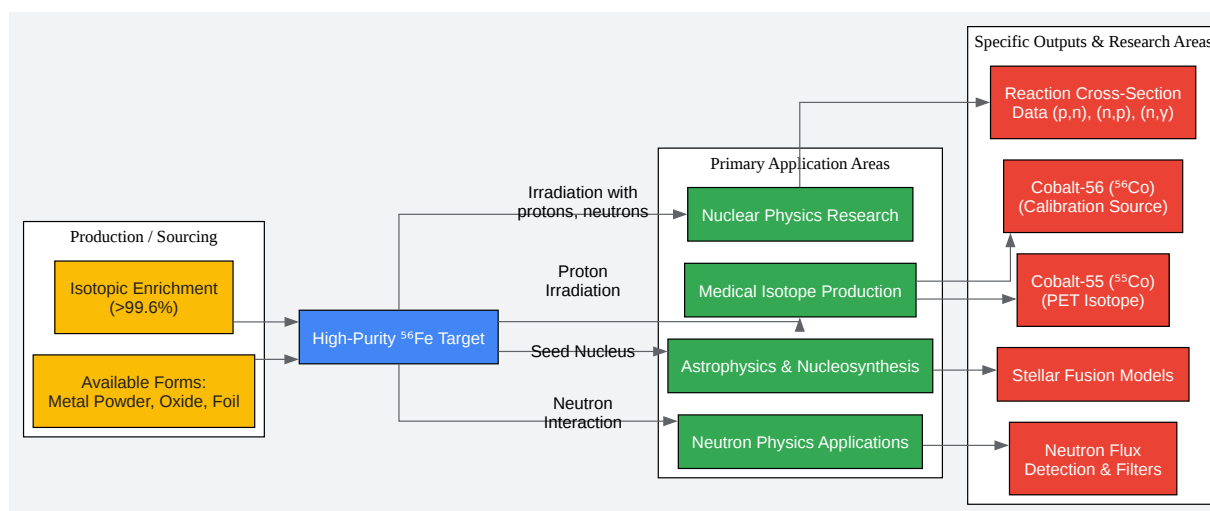 Production / Sourcing
Isotopic Enrichment
(>99.6%)
Available Forms:
Metal Powder, Oxide, Foil
High-Purity ⁵⁶Fe Target
Irradiation with
protons, neutrons
Proton
Irradiation
Seed Nucleus
Neutron
Interaction
Primary Application Areas
Nuclear Physics Research
Medical Isotope Production
Astrophysics & Nucleosynthesis
Neutron Physics Applications
Specific Outputs & Research Areas
Reaction Cross-Section
Data (p,n), (n,p), (n,γ)
Cobalt-56 (⁵⁶Co)
(Calibration Source)
Cobalt-55 (⁵⁵Co)
(PET Isotope)
Stellar Fusion Models
Neutron Flux
Detection & Filters